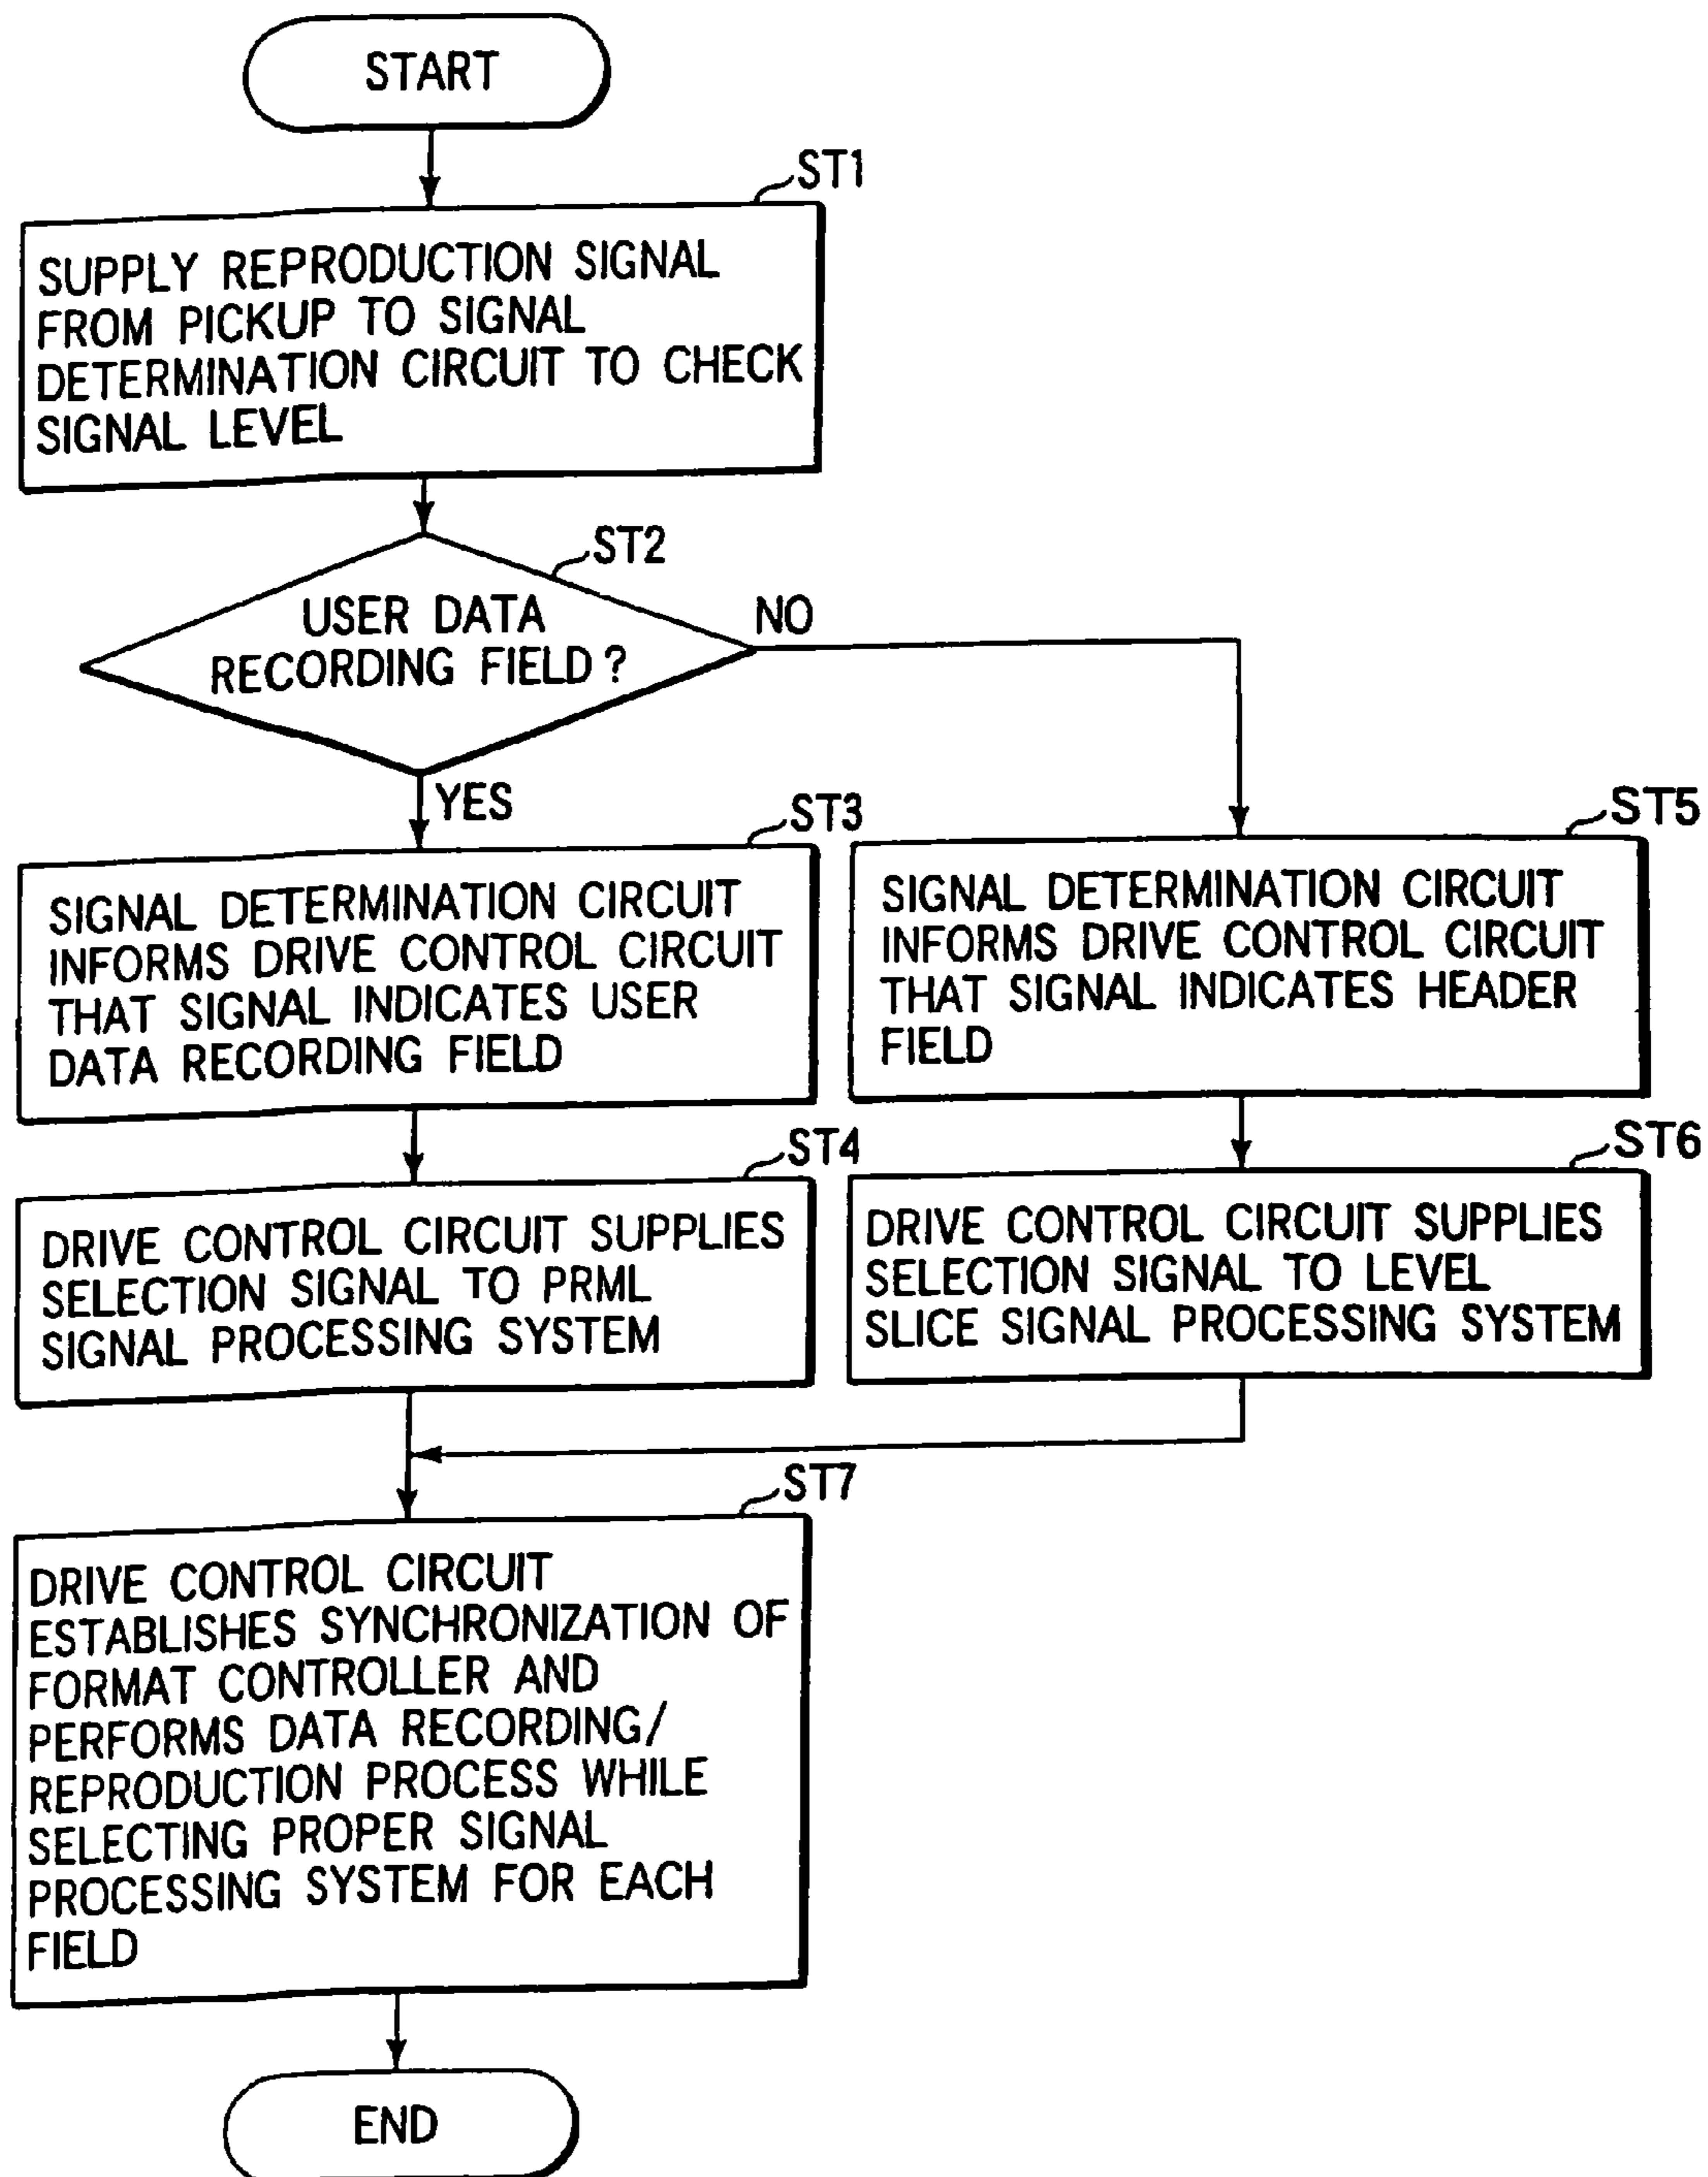 START
ST1
SUPPLY REPRODUCTION SIGNAL
FROM PICKUP TO SIGNAL
DETERMINATION CIRCUIT TO CHECK
SIGNAL LEVEL
ST2
USER DATA
RECORDING FIELD?
NO
YES
ST3
SIGNAL DETERMINATION CIRCUIT
INFORMS DRIVE CONTROL CIRCUIT
THAT SIGNAL INDICATES USER
DATA RECORDING FIELD
ST5
SIGNAL DETERMINATION CIRCUIT
INFORMS DRIVE CONTROL CIRCUIT
THAT SIGNAL INDICATES HEADER
FIELD
ST4
DRIVE CONTROL CIRCUIT SUPPLIES
SELECTION SIGNAL TO PRML
SIGNAL PROCESSING SYSTEM
ST6
DRIVE CONTROL CIRCUIT SUPPLIES
SELECTION SIGNAL TO LEVEL
SLICE SIGNAL PROCESSING SYSTEM
ST7
DRIVE CONTROL CIRCUIT
ESTABLISHES SYNCHRONIZATION OF
FORMAT CONTROLLER AND
PERFORMS DATA RECORDING/
REPRODUCTION PROCESS WHILE
SELECTING PROPER SIGNAL
PROCESSING SYSTEM FOR EACH
FIELD
END